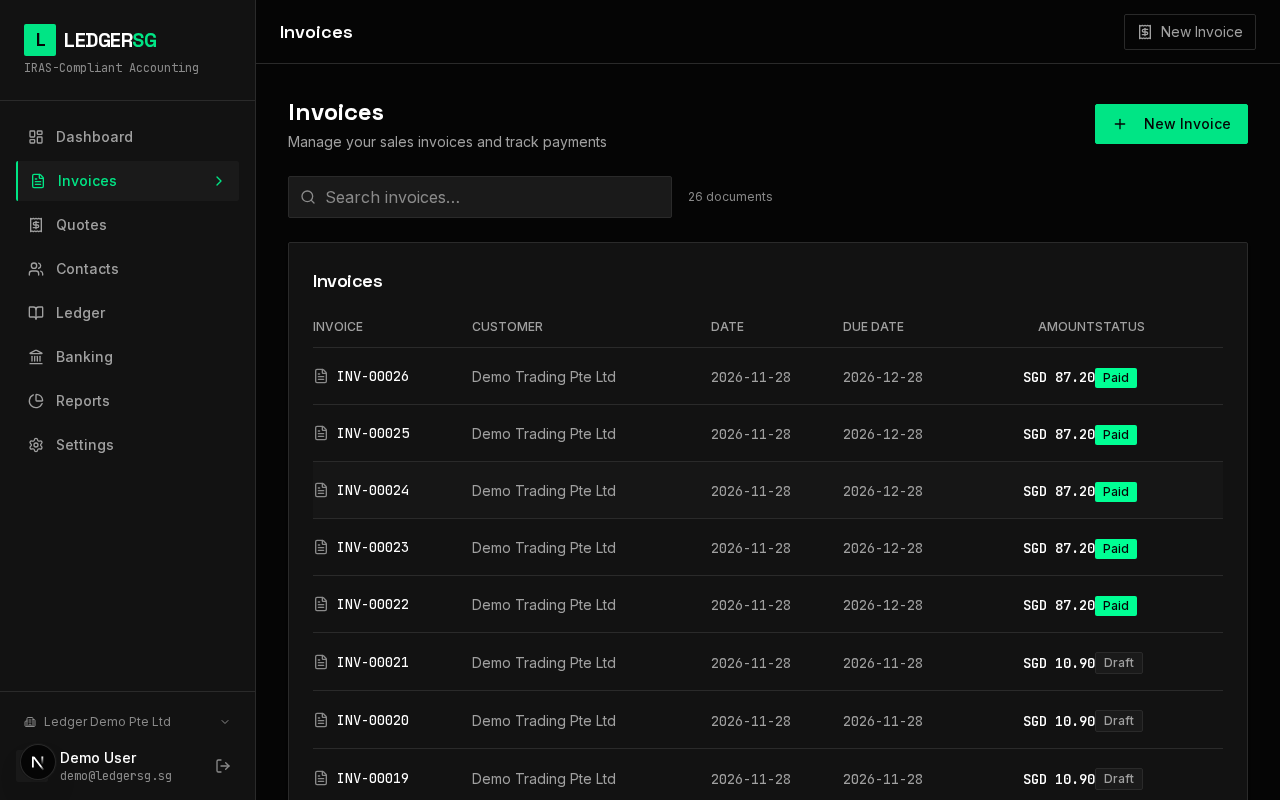 L LEDGERSG
IRAS-Compliant Accounting
Dashboard
Invoices
Quotes
Contacts
Ledger
Banking
Reports
Settings
Ledger Demo Pte Ltd
N Demo User
demo@ledgersg.sg
Invoices
New Invoice
Invoices
Manage your sales invoices and track payments
New Invoice
Search invoices...
26 documents
Invoices
INVOICE CUSTOMER DATE DUE DATE AMOUNT STATUS
INV-00026 Demo Trading Pte Ltd 2026-11-28 2026-12-28 SGD 87.20 Paid
INV-00025 Demo Trading Pte Ltd 2026-11-28 2026-12-28 SGD 87.20 Paid
INV-00024 Demo Trading Pte Ltd 2026-11-28 2026-12-28 SGD 87.20 Paid
INV-00023 Demo Trading Pte Ltd 2026-11-28 2026-12-28 SGD 87.20 Paid
INV-00022 Demo Trading Pte Ltd 2026-11-28 2026-12-28 SGD 87.20 Paid
INV-00021 Demo Trading Pte Ltd 2026-11-28 2026-12-28 SGD 10.90 Draft
INV-00020 Demo Trading Pte Ltd 2026-11-28 2026-12-28 SGD 10.90 Draft
INV-00019 Demo Trading Pte Ltd 2026-11-28 2026-12-28 SGD 10.90 Draft